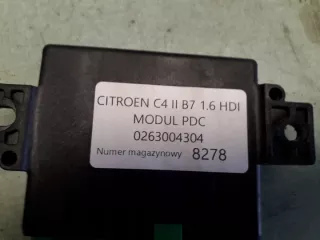 CITROEN C4 II B7 1.6 HDI
MODUL PDC
0263004304
Numer magazynowy 8278